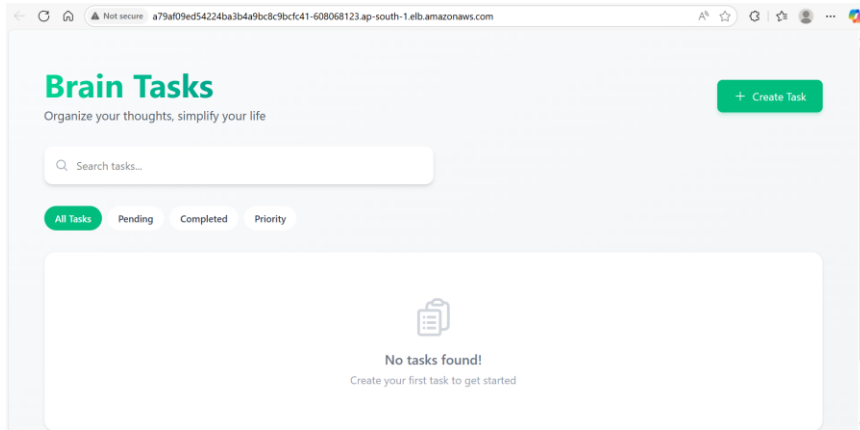 Not secure a79af09ed54224ba3b4a9bc8c9bcfc41-608068123.ap-south-1.elb.amazonaws.com
Brain Tasks
Organize your thoughts, simplify your life
+ Create Task
Search tasks...
All Tasks Pending Completed Priority
No tasks found!
Create your first task to get started